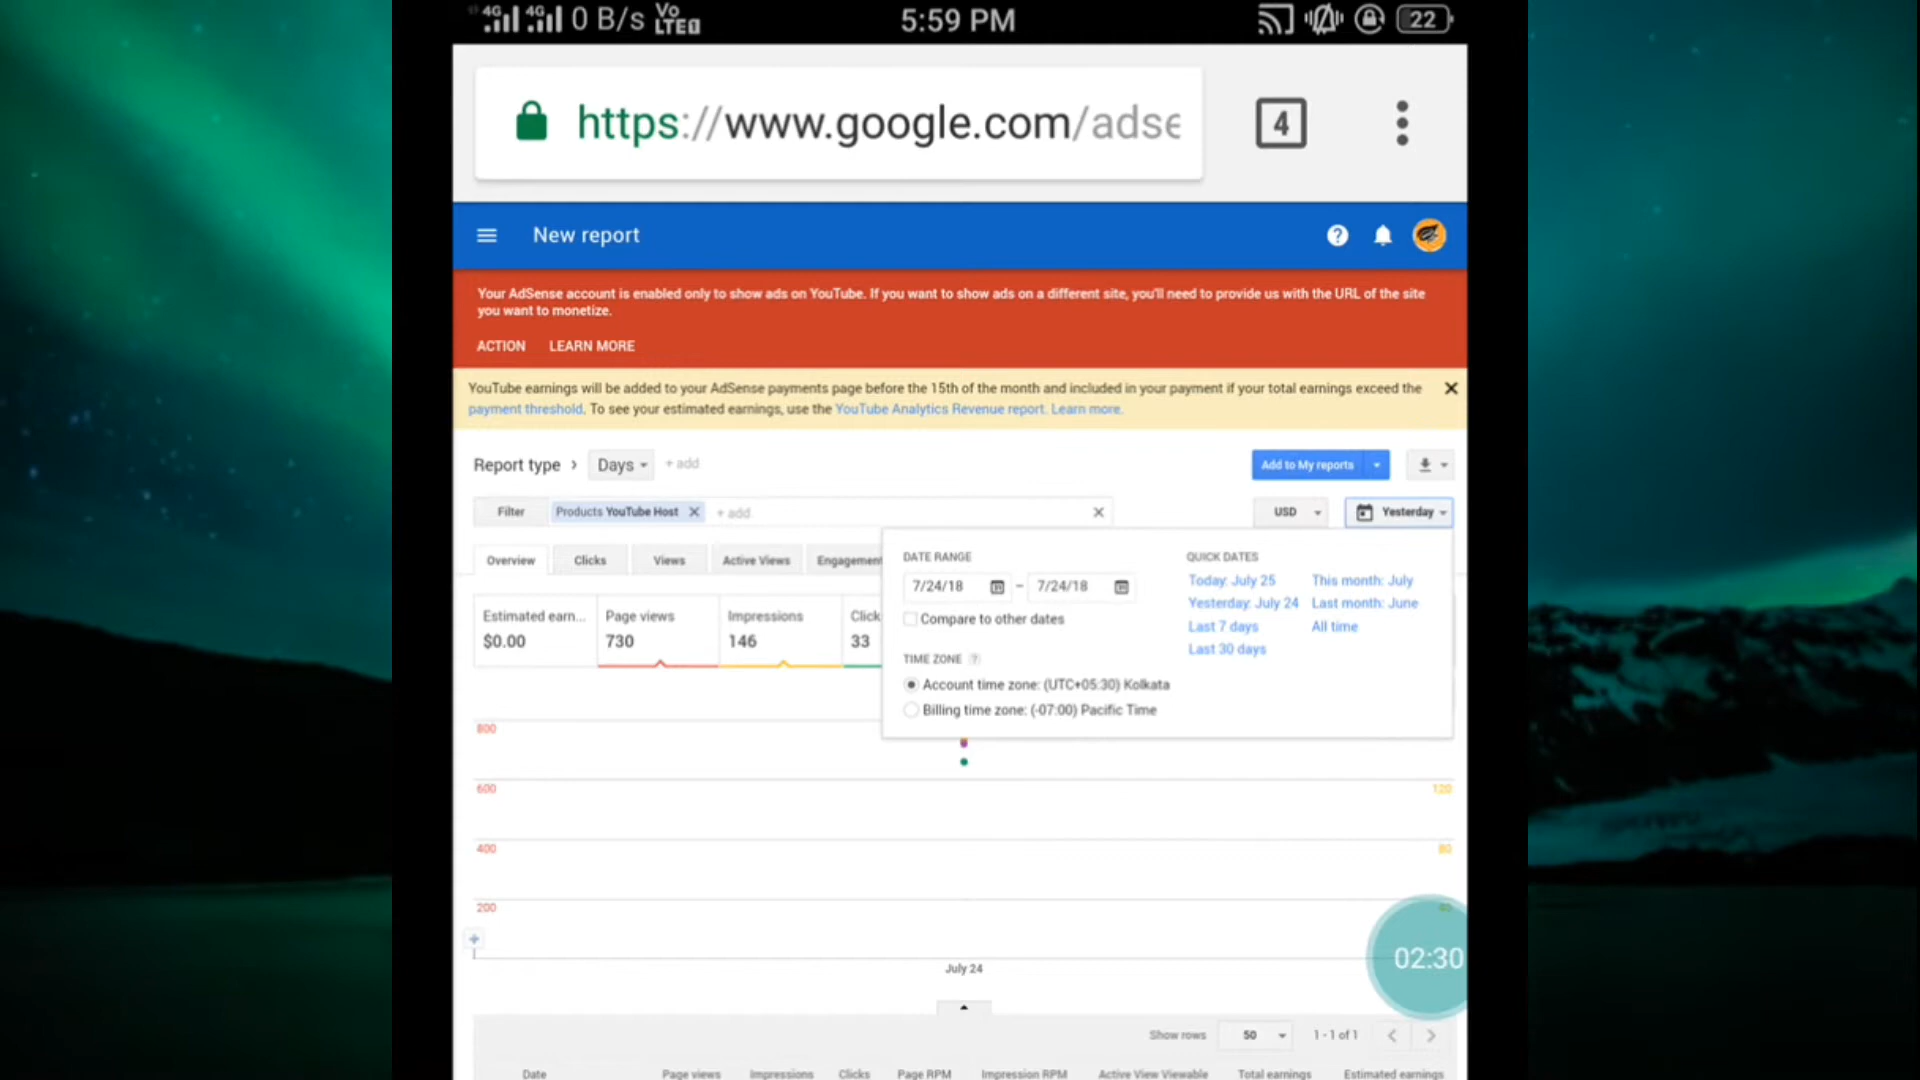 4G 4G 0 B/s Vo LTE 5:59 PM 22
https://www.google.com/adse 4
New report
Your AdSense account is enabled only to show ads on YouTube. If you want to show ads on a different site, you'll need to provide us with the URL of the site
you want to monetize.
ACTION LEARN MORE
YouTube earnings will be added to your AdSense payments page before the 15th of the month and included in your payment if your total earnings exceed the
payment threshold. To see your estimated earnings, use the YouTube Analytics Revenue report. Learn more.
Report type › Days + add Add to My reports
Filter Products YouTube Host + add USD Yesterday
Overview Clicks Views Active Views Engagement
Estimated earn... Page views Impressions Click
$0.00 730 146 33
DATE RANGE QUICK DATES
7/24/18 – 7/24/18 Today: July 25 This month: July
Compare to other dates Yesterday: July 24 Last month: June
Last 7 days All time
Last 30 days
TIME ZONE ?
Account time zone: (UTC+05:30) Kolkata
Billing time zone: (-07:00) Pacific Time
800
600 120
400 80
200
02:30
July 24
Show rows 50 1 - 1 of 1
Date Page views Impressions Clicks Page RPM Impression RPM Active View Viewable Total earnings Estimated earnings